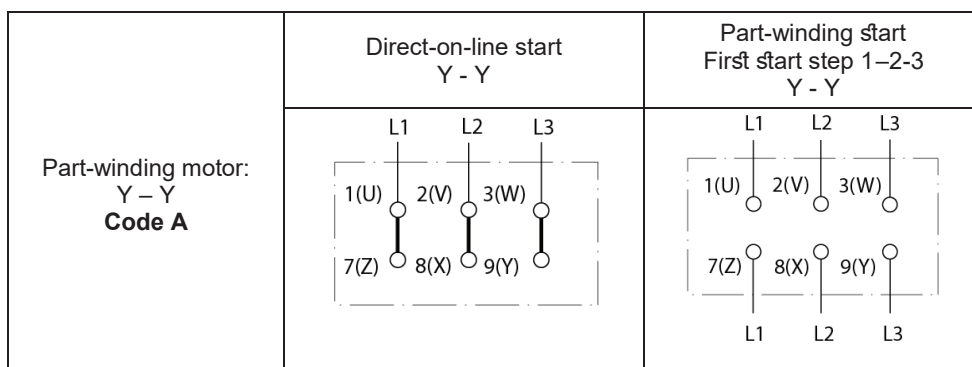 Part-winding motor:
Y – Y
Code A
Direct-on-line start
Y - Y
Part-winding start
First start step 1–2-3
Y - Y
L1 L2 L3
1(U) 2(V) 3(W)
7(Z) 8(X) 9(Y)
L1 L2 L3
1(U) 2(V) 3(W)
7(Z) 8(X) 9(Y)
L1 L2 L3